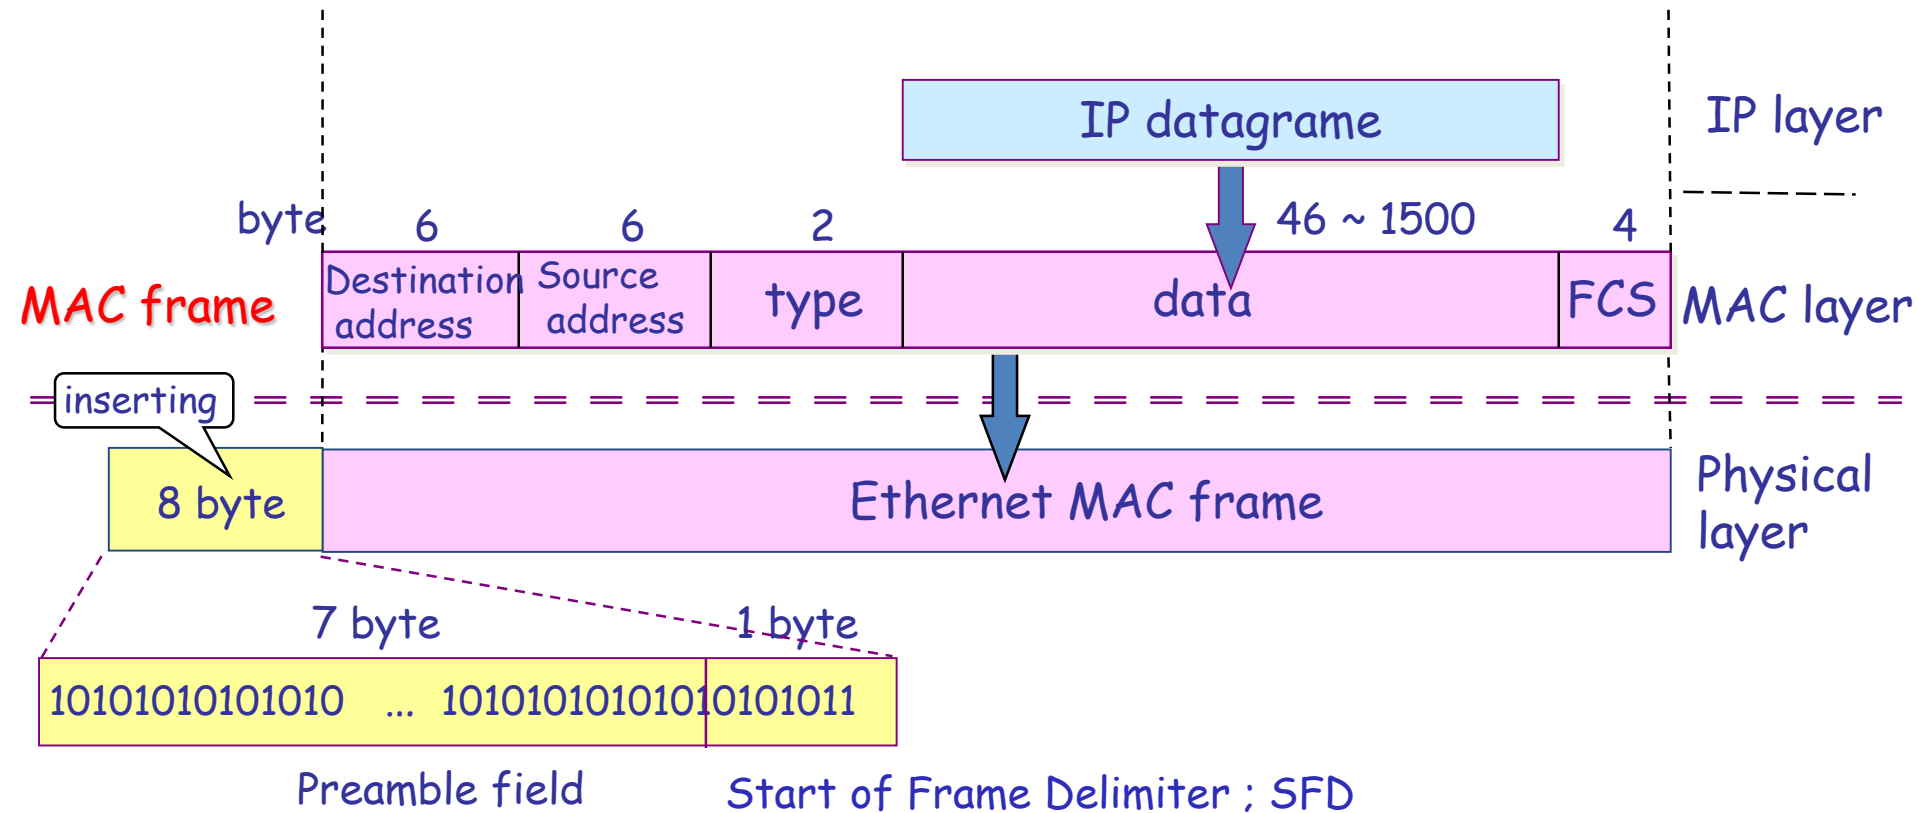 IP datagrame
IP layer
byte 6 6 2 46 ~ 1500 4
MAC frame
Destination
address
Source
address
type
data
FCS
MAC layer
inserting
8 byte
Ethernet MAC frame
Physical
layer
7 byte
1 byte
10101010101010 ... 10101010101010101011
Preamble field
Start of Frame Delimiter ; SFD